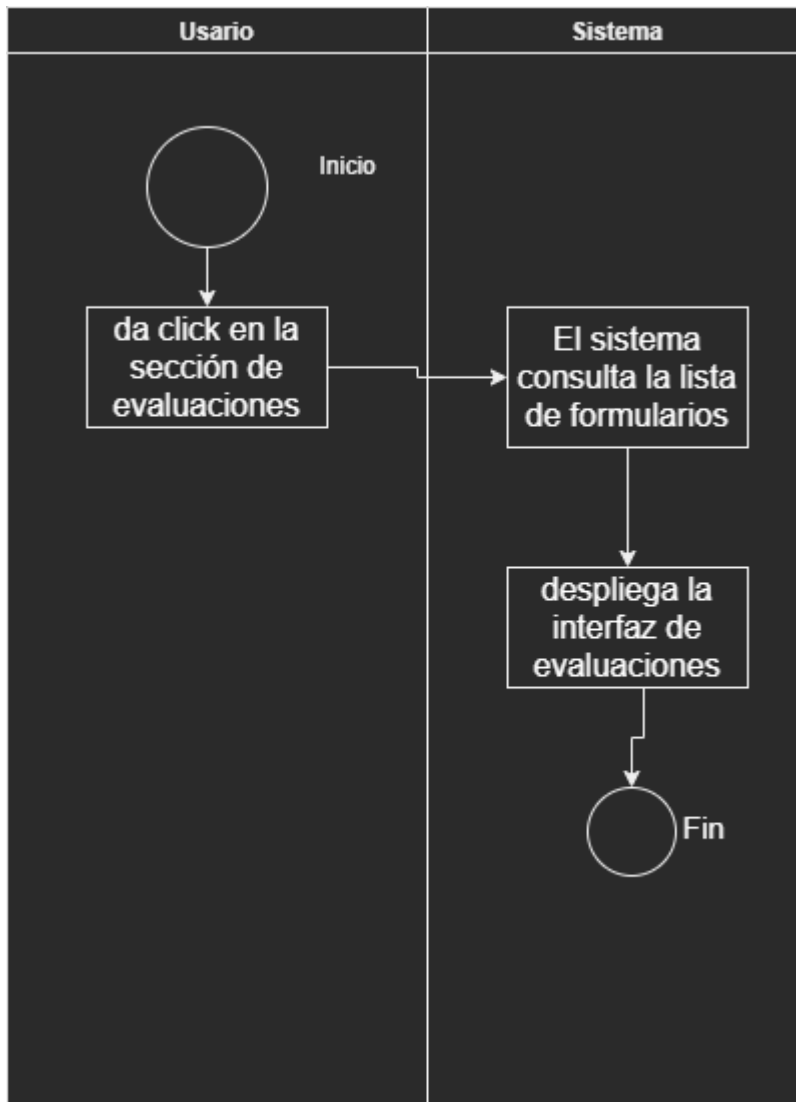 Usario
Sistema
Inicio
da click en la
sección de
evaluaciones
El sistema
consulta la lista
de formularios
despliega la
interfaz de
evaluaciones
Fin